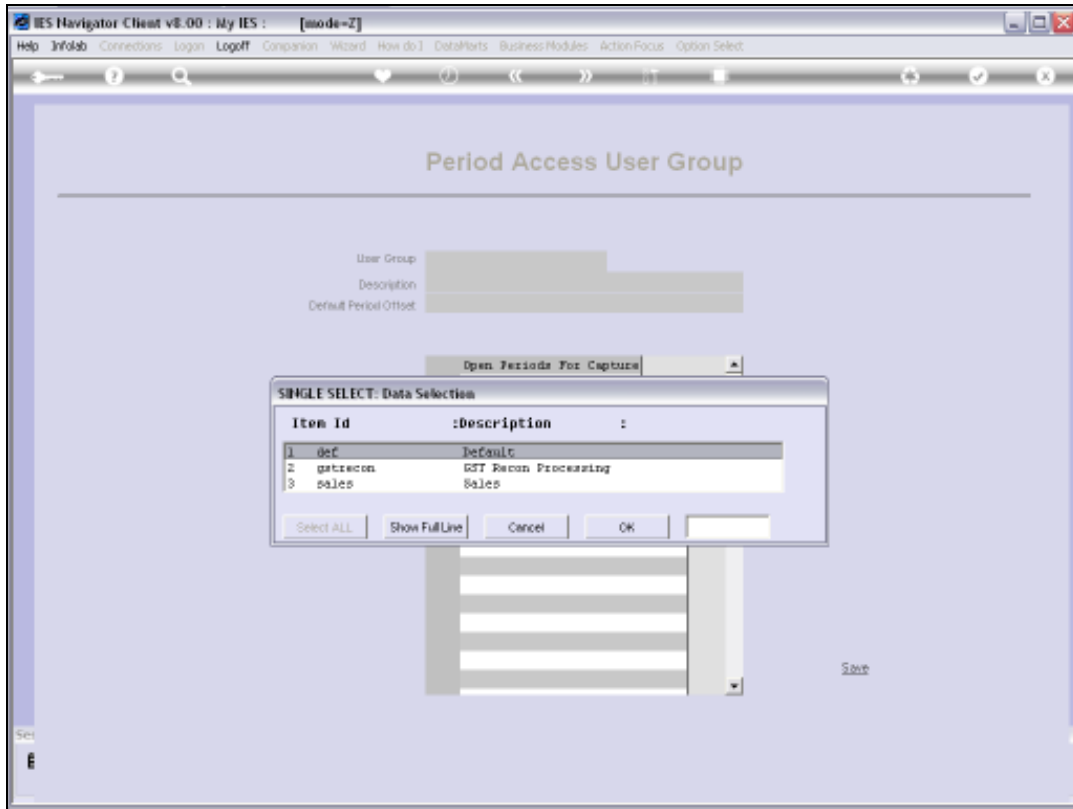 IES Navigator Client v8.00 : My IES : [mode=Z]
Help Infolab Connections Logon Logoff Companion Wizard How do I DataMarts Business Modules Action Focus Option Select
Period Access User Group
User Group
Description
Default Period Offset
Open Periods For Capture
SINGLE SELECT: Data Selection
Item Id :Description :
1 def Default
2 gstrecon GST Recon Processing
3 sales Sales
Select ALL Show Full Line Cancel OK
Save
Ser